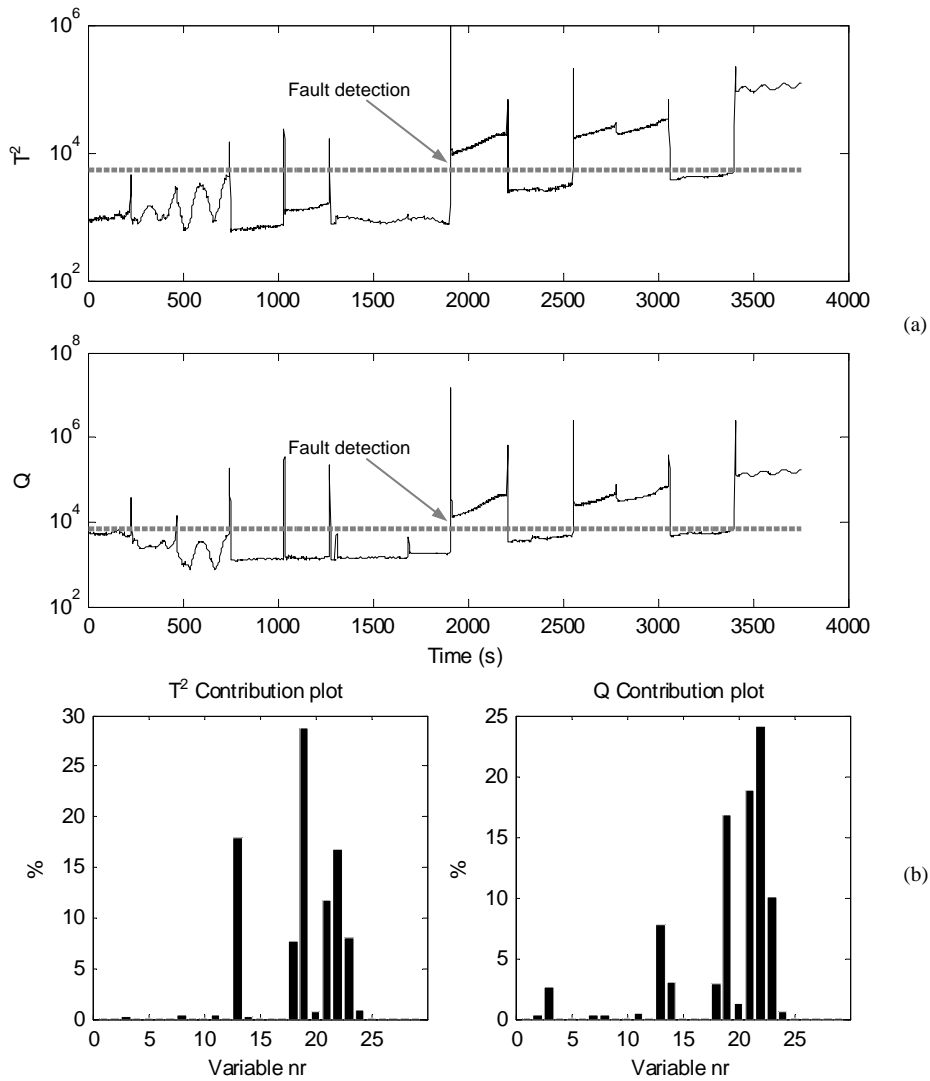 10^6
Fault detection
10^4
T^2
10^2
0 500 1000 1500 2000 2500 3000 3500 4000
(a)
10^8
10^6
Fault detection
Q
10^4
10^2
0 500 1000 1500 2000 2500 3000 3500 4000
Time (s)
T^2 Contribution plot
30
25
20
%
15
10
5
0
0 5 10 15 20 25
Variable nr
Q Contribution plot
25
20
15
%
10
5
0
0 5 10 15 20 25
Variable nr
(b)